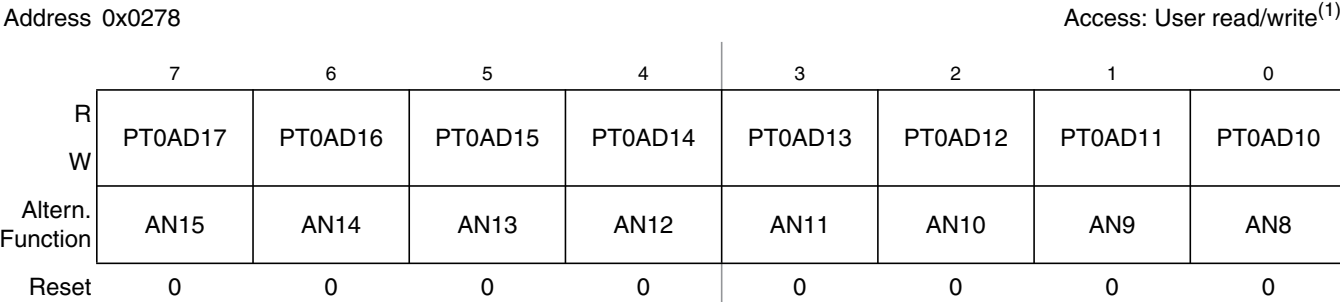 Address 0x0278 Access: User read/write(1)
7 6 5 4 3 2 1 0
R
PT0AD17 PT0AD16 PT0AD15 PT0AD14 PT0AD13 PT0AD12 PT0AD11 PT0AD10
W
Altern.
Function AN15 AN14 AN13 AN12 AN11 AN10 AN9 AN8
Reset 0 0 0 0 0 0 0 0